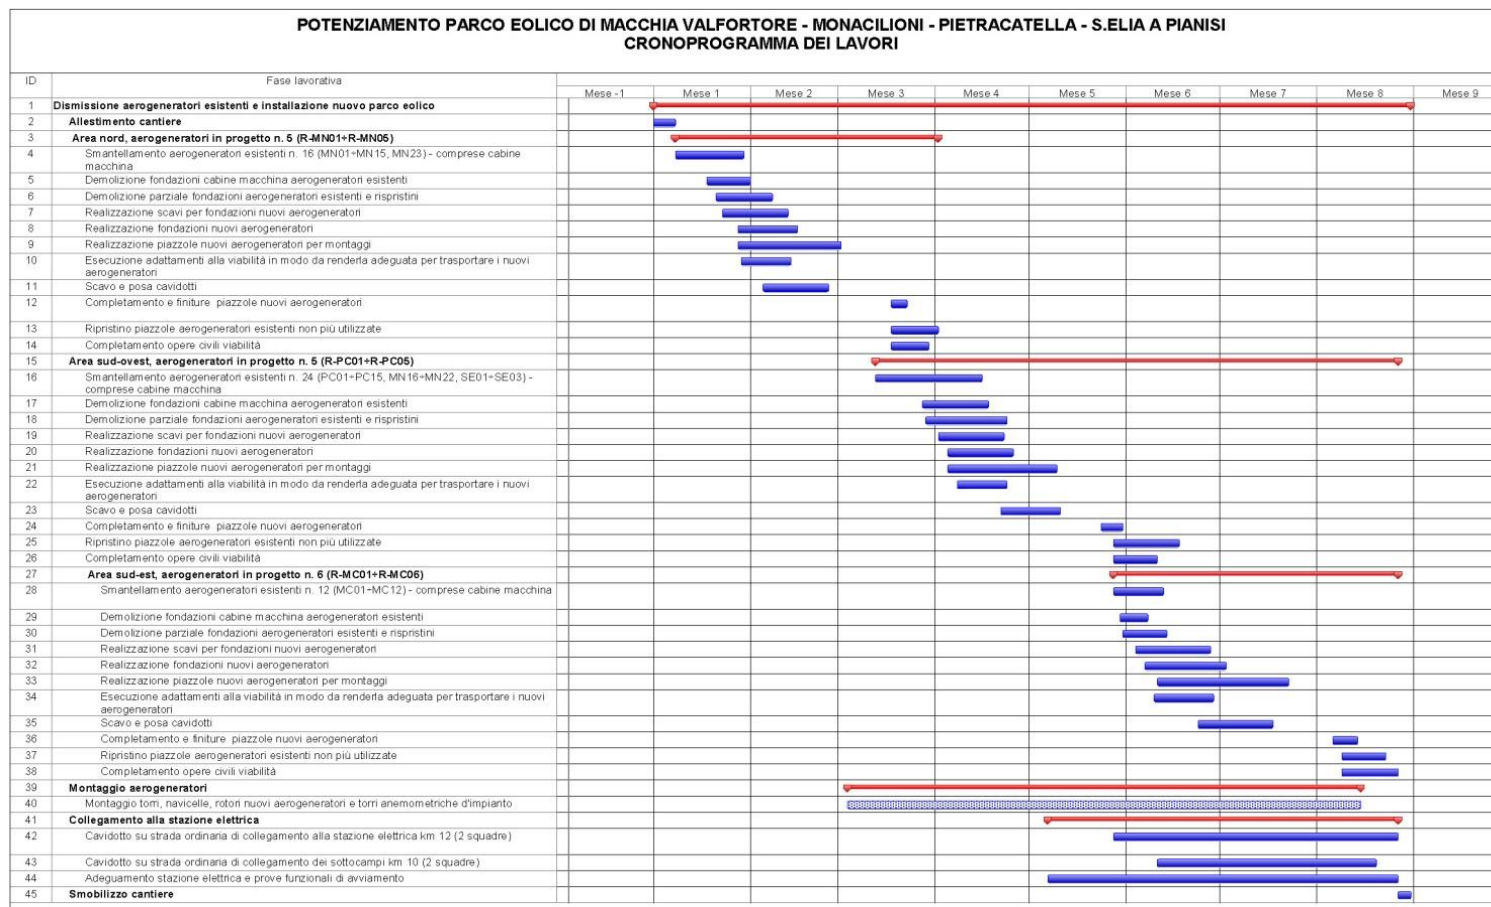 POTENZIAMENTO PARCO EOLICO DI MACCHIA VALFORTORE - MONACILIONI - PIETRACATELLA - S.ELIA A PIANISI
CRONOPROGRAMMA DEI LAVORI
ID Fase lavorativa
Mese -1 Mese 1 Mese 2 Mese 3 Mese 4 Mese 5 Mese 6 Mese 7 Mese 8 Mese 9
1 Dismissione aerogeneratori esistenti e installazione nuovo parco eolico
2 Allestimento cantiere
3 Area nord, aerogeneratori in progetto n. 5 (R-MN01÷R-MN05)
4 Smantellamento aerogeneratori esistenti n. 16 (MN01÷MN15, MN23) - comprese cabine
macchina
5 Demolizione fondazioni cabine macchina aerogeneratori esistenti
6 Demolizione parziale fondazioni aerogeneratori esistenti e rispristini
7 Realizzazione scavi per fondazioni nuovi aerogeneratori
8 Realizzazione fondazioni nuovi aerogeneratori
9 Realizzazione piazzole nuovi aerogeneratori per montaggi
10 Esecuzione adattamenti alla viabilità in modo da renderla adeguata per trasportare i nuovi
aerogeneratori
11 Scavo e posa cavidotti
12 Completamento e finiture piazzole nuovi aerogeneratori
13 Ripristino piazzole aerogeneratori esistenti non più utilizzate
14 Completamento opere civili viabilità
15 Area sud-ovest, aerogeneratori in progetto n. 5 (R-PC01÷R-PC05)
16 Smantellamento aerogeneratori esistenti n. 24 (PC01÷PC15, MN16÷MN22, SE01÷SE03) -
comprese cabine macchina
17 Demolizione fondazioni cabine macchina aerogeneratori esistenti
18 Demolizione parziale fondazioni aerogeneratori esistenti e rispristini
19 Realizzazione scavi per fondazioni nuovi aerogeneratori
20 Realizzazione fondazioni nuovi aerogeneratori
21 Realizzazione piazzole nuovi aerogeneratori per montaggi
22 Esecuzione adattamenti alla viabilità in modo da renderla adeguata per trasportare i nuovi
aerogeneratori
23 Scavo e posa cavidotti
24 Completamento e finiture piazzole nuovi aerogeneratori
25 Ripristino piazzole aerogeneratori esistenti non più utilizzate
26 Completamento opere civili viabilità
27 Area sud-est, aerogeneratori in progetto n. 6 (R-MC01÷R-MC06)
28 Smantellamento aerogeneratori esistenti n. 12 (MC01÷MC12) - comprese cabine macchina
29 Demolizione fondazioni cabine macchina aerogeneratori esistenti
30 Demolizione parziale fondazioni aerogeneratori esistenti e rispristini
31 Realizzazione scavi per fondazioni nuovi aerogeneratori
32 Realizzazione fondazioni nuovi aerogeneratori
33 Realizzazione piazzole nuovi aerogeneratori per montaggi
34 Esecuzione adattamenti alla viabilità in modo da renderla adeguata per trasportare i nuovi
aerogeneratori
35 Scavo e posa cavidotti
36 Completamento e finiture piazzole nuovi aerogeneratori
37 Ripristino piazzole aerogeneratori esistenti non più utilizzate
38 Completamento opere civili viabilità
39 Montaggio aerogeneratori
40 Montaggio torri, navicelle, rotori nuovi aerogeneratori e torri anemometriche d'impianto
41 Collegamento alla stazione elettrica
42 Cavidotto su strada ordinaria di collegamento alla stazione elettrica km 12 (2 squadre)
43 Cavidotto su strada ordinaria di collegamento dei sottocampi km 10 (2 squadre)
44 Adeguamento stazione elettrica e prove funzionali di avviamento
45 Smobilizzo cantiere